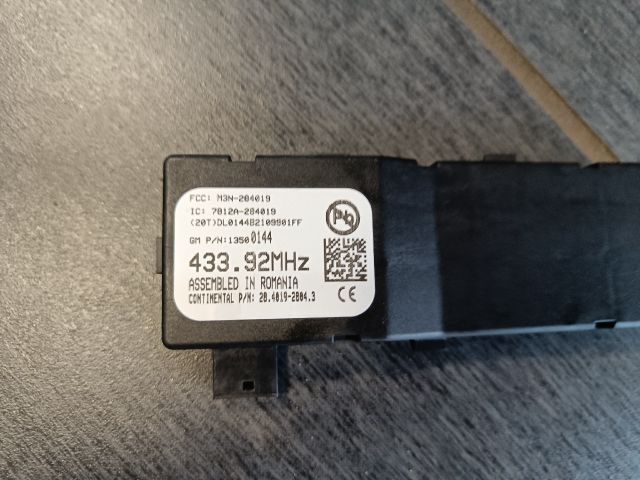 FCC: M3N-284019
IC: 7812A-284019
(20T)DL0144B2109901FF
GM P/N:13500144
433.92MHz
ASSEMBLED IN ROMANIA
CONTINENTAL P/N: 28.4019-2804.3
Pb
CE